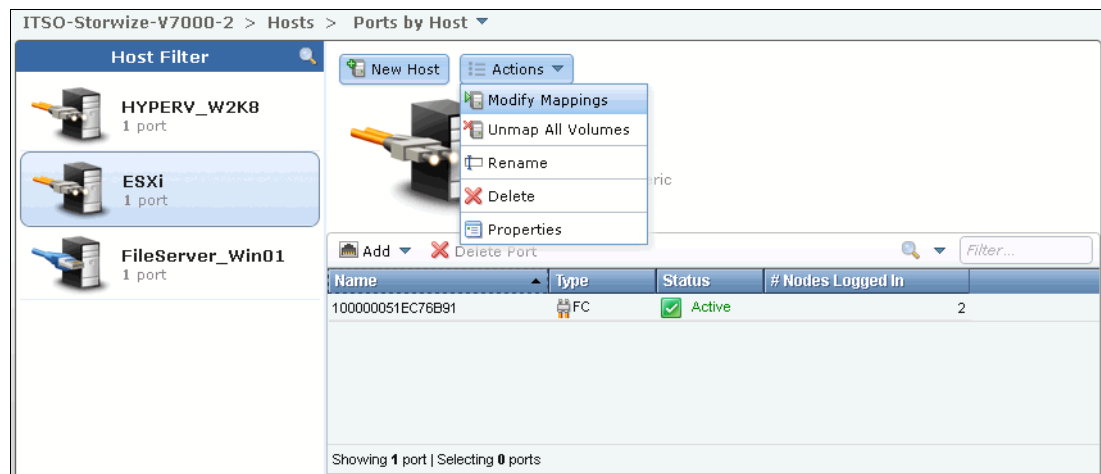 ITSO-Storwize-V7000-2 > Hosts > Ports by Host
Host Filter
HYPERV_W2K8
1 port
ESXi
1 port
FileServer_Win01
1 port
New Host
Actions
Modify Mappings
Unmap All Volumes
Rename
Delete
Properties
Add
Delete Port
Filter...
Name Type Status # Nodes Logged In
100000051EC76B91 FC Active 2
Showing 1 port | Selecting 0 ports